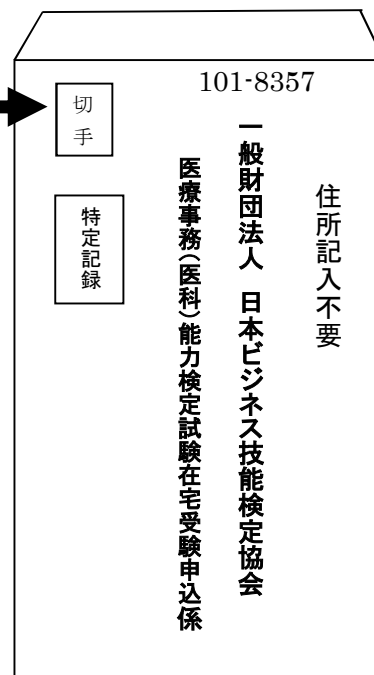 101-8357
住所記入不要
一般財団法人 日本ビジネス技能検定協会
医療事務(医科)能力検定試験在宅受験申込係
切手
特定記録